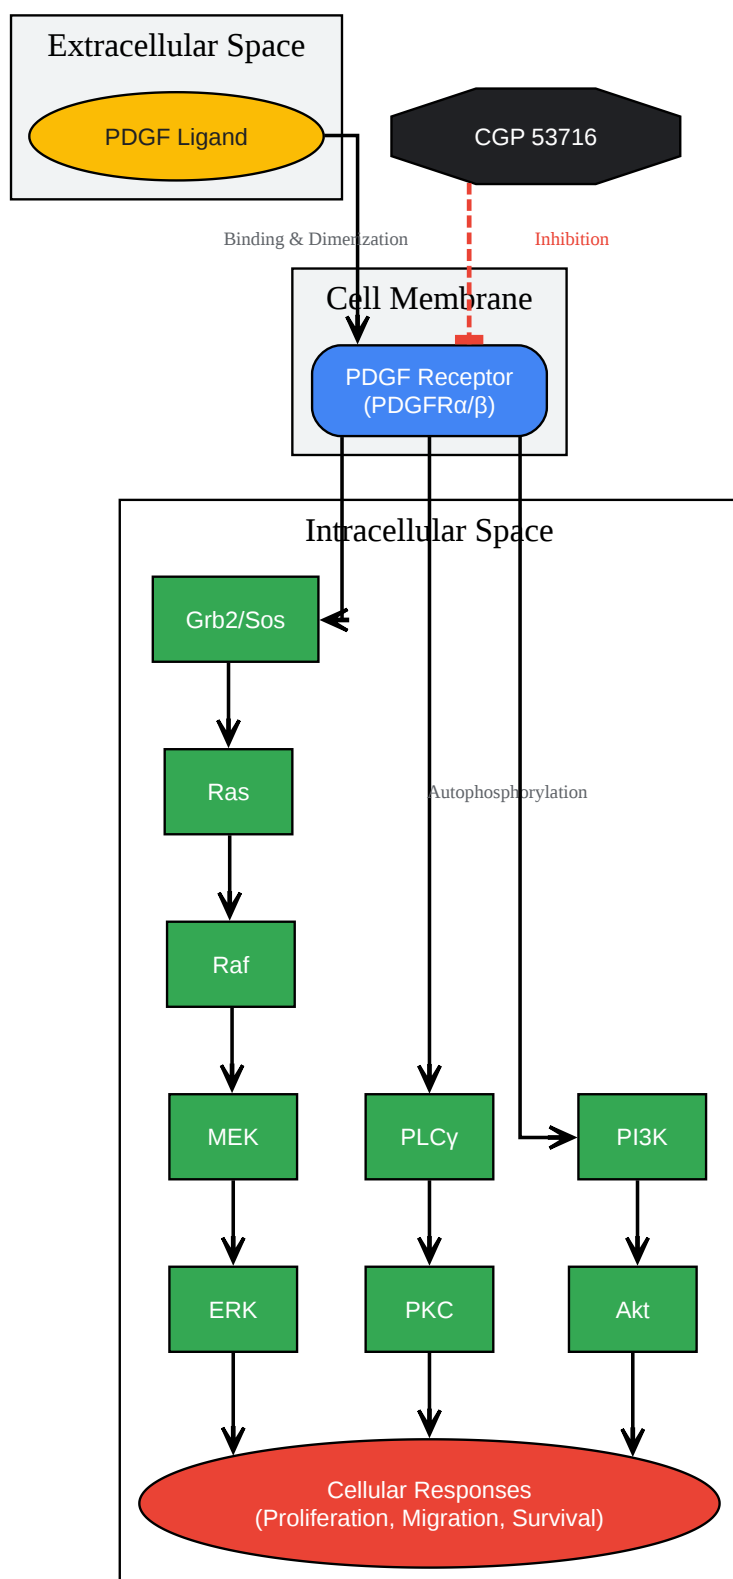 Extracellular Space
PDGF Ligand
CGP 53716
Binding & Dimerization
Inhibition
Cell Membrane
PDGF Receptor
(PDGFRα/β)
Intracellular Space
Grb2/Sos
Ras
Autophosphorylation
Raf
MEK
PLCγ
PI3K
ERK
PKC
Akt
Cellular Responses
(Proliferation, Migration, Survival)